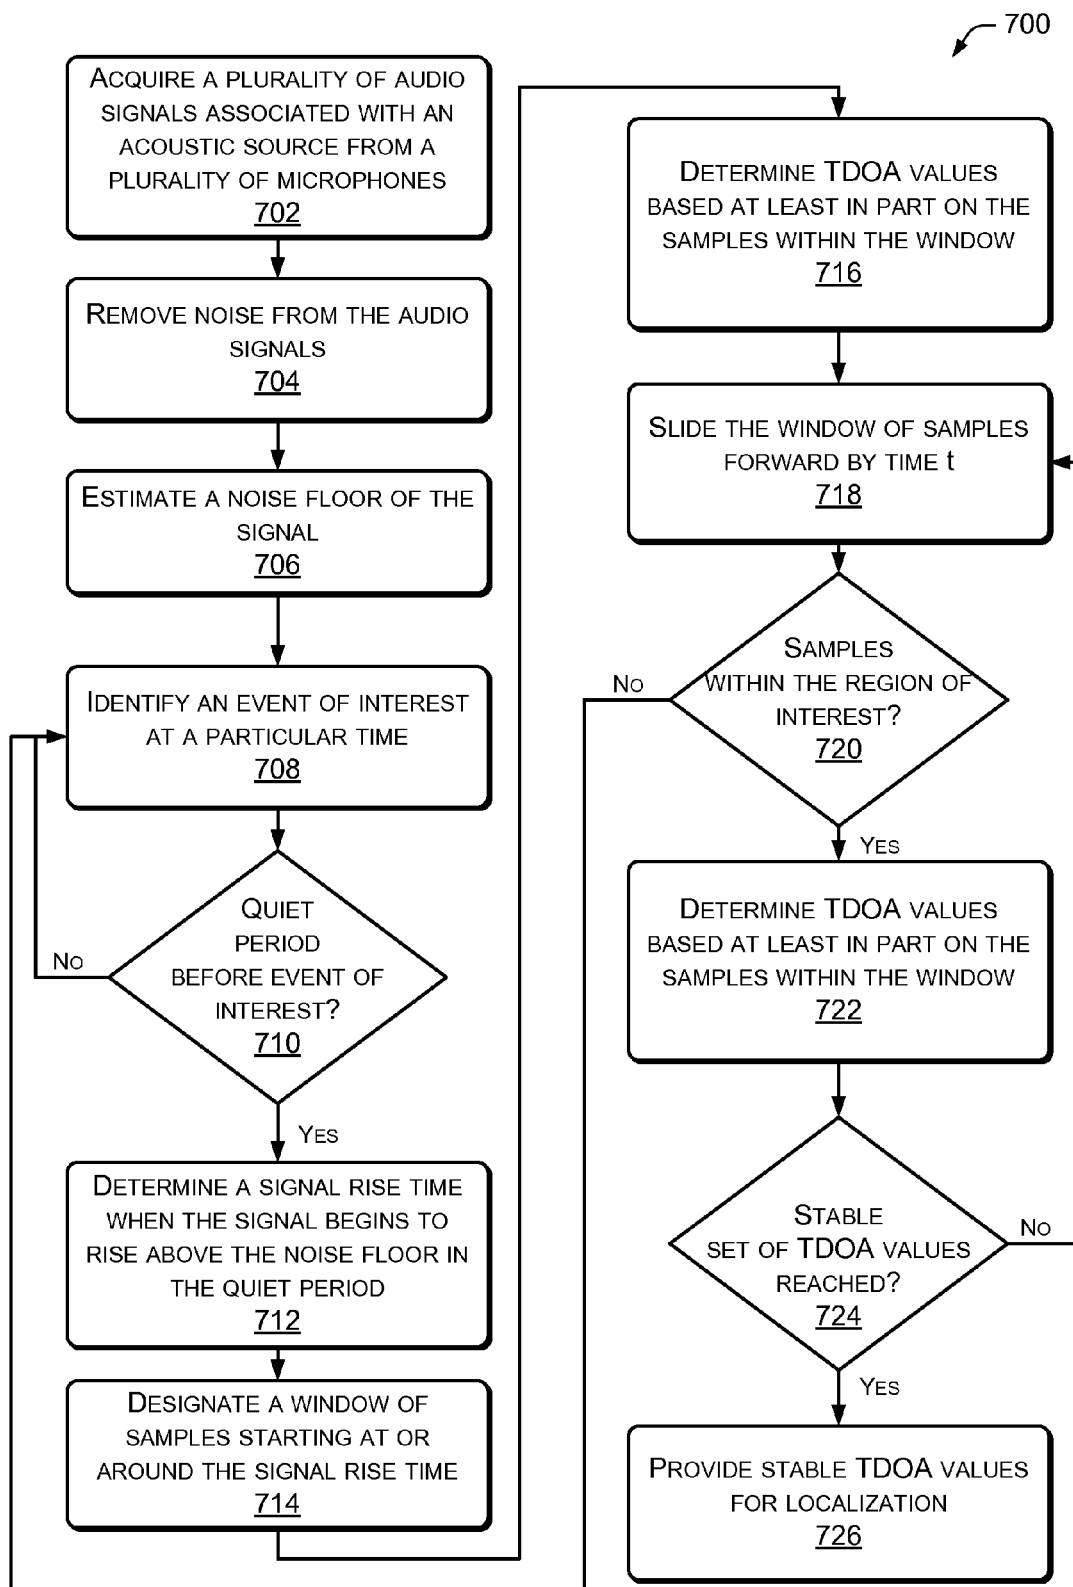 700
ACQUIRE A PLURALITY OF AUDIO
SIGNALS ASSOCIATED WITH AN
ACOUSTIC SOURCE FROM A
PLURALITY OF MICROPHONES
702
REMOVE NOISE FROM THE AUDIO
SIGNALS
704
ESTIMATE A NOISE FLOOR OF THE
SIGNAL
706
IDENTIFY AN EVENT OF INTEREST
AT A PARTICULAR TIME
708
QUIET
PERIOD
BEFORE EVENT OF
INTEREST?
710
NO
YES
DETERMINE A SIGNAL RISE TIME
WHEN THE SIGNAL BEGINS TO
RISE ABOVE THE NOISE FLOOR IN
THE QUIET PERIOD
712
DESIGNATE A WINDOW OF
SAMPLES STARTING AT OR
AROUND THE SIGNAL RISE TIME
714
DETERMINE TDOA VALUES
BASED AT LEAST IN PART ON THE
SAMPLES WITHIN THE WINDOW
716
SLIDE THE WINDOW OF SAMPLES
FORWARD BY TIME t
718
SAMPLES
WITHIN THE REGION OF
INTEREST?
720
NO
YES
DETERMINE TDOA VALUES
BASED AT LEAST IN PART ON THE
SAMPLES WITHIN THE WINDOW
722
STABLE
SET OF TDOA VALUES
REACHED?
724
NO
YES
PROVIDE STABLE TDOA VALUES
FOR LOCALIZATION
726